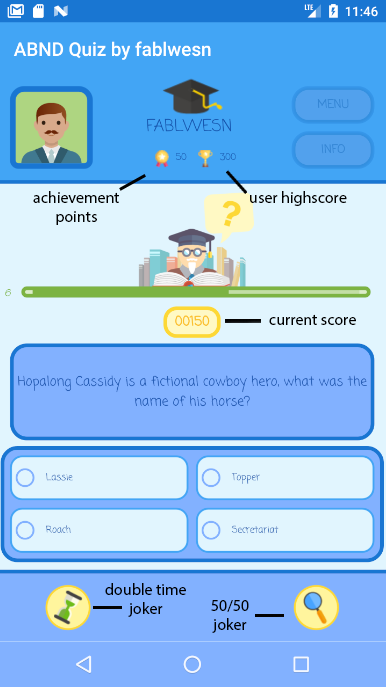 LTE 11:46
ABND Quiz by fablwesn
MENU
FABLWESN
INFO
50 300
achievement
points
user highscore
?
6
00150
current score
Hopalong Cassidy is a fictional cowboy hero, what was the
name of his horse?
Lassie
Topper
Roach
Secretariat
double time
joker
50/50
joker